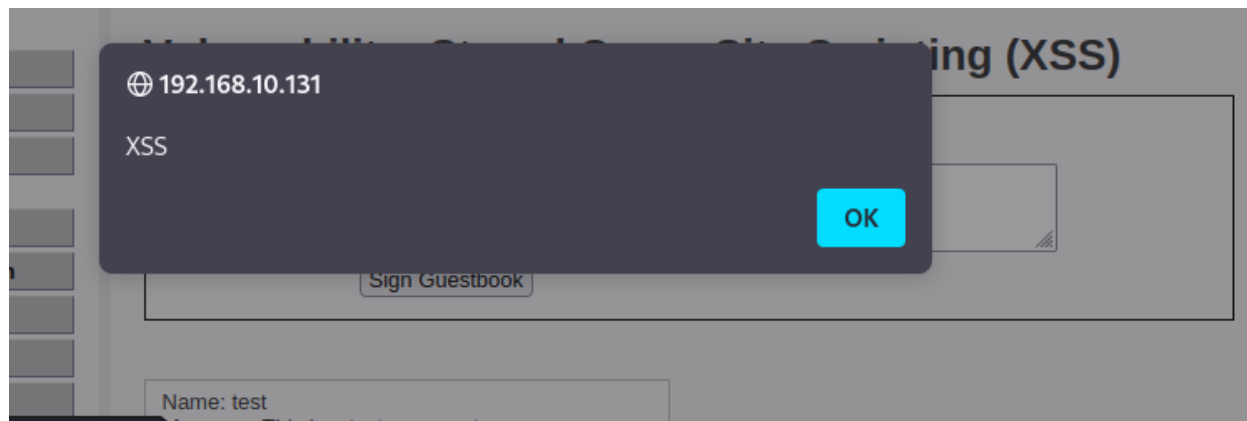 ing (XSS)
192.168.10.131
XSS
OK
Sign Guestbook
Name: test